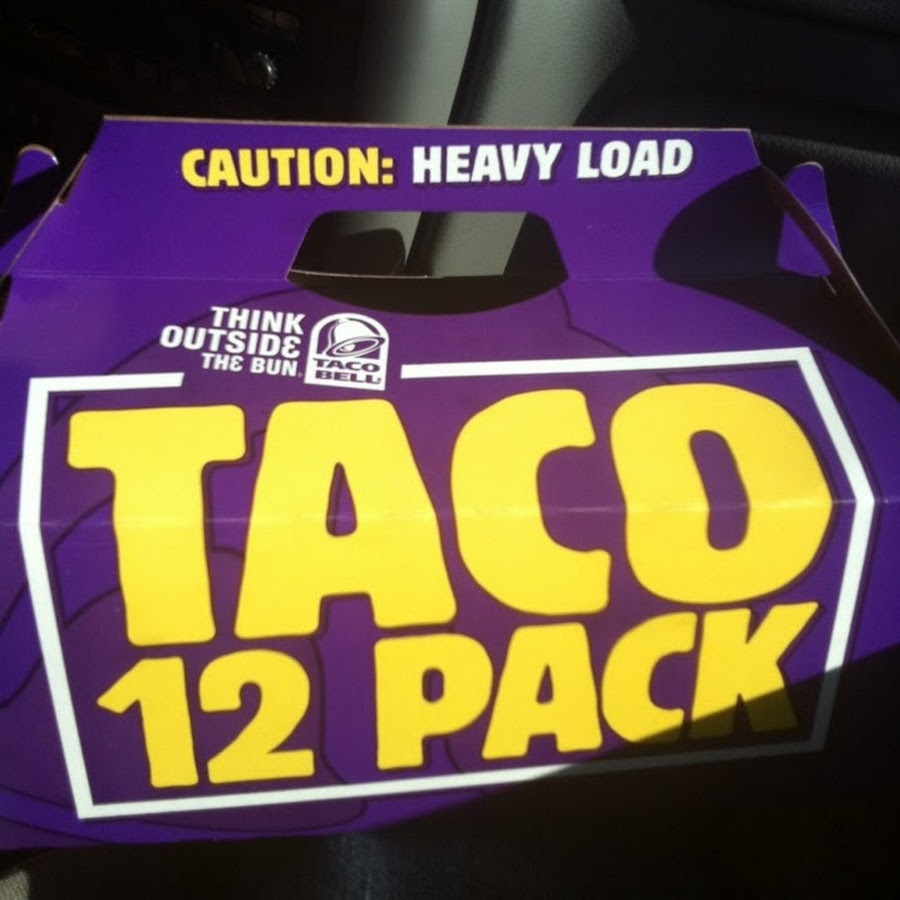 CAUTION: HEAVY LOAD
THINK
OUTSIDE
THE BUN.
TACO
BELL
TACO
12 PACK